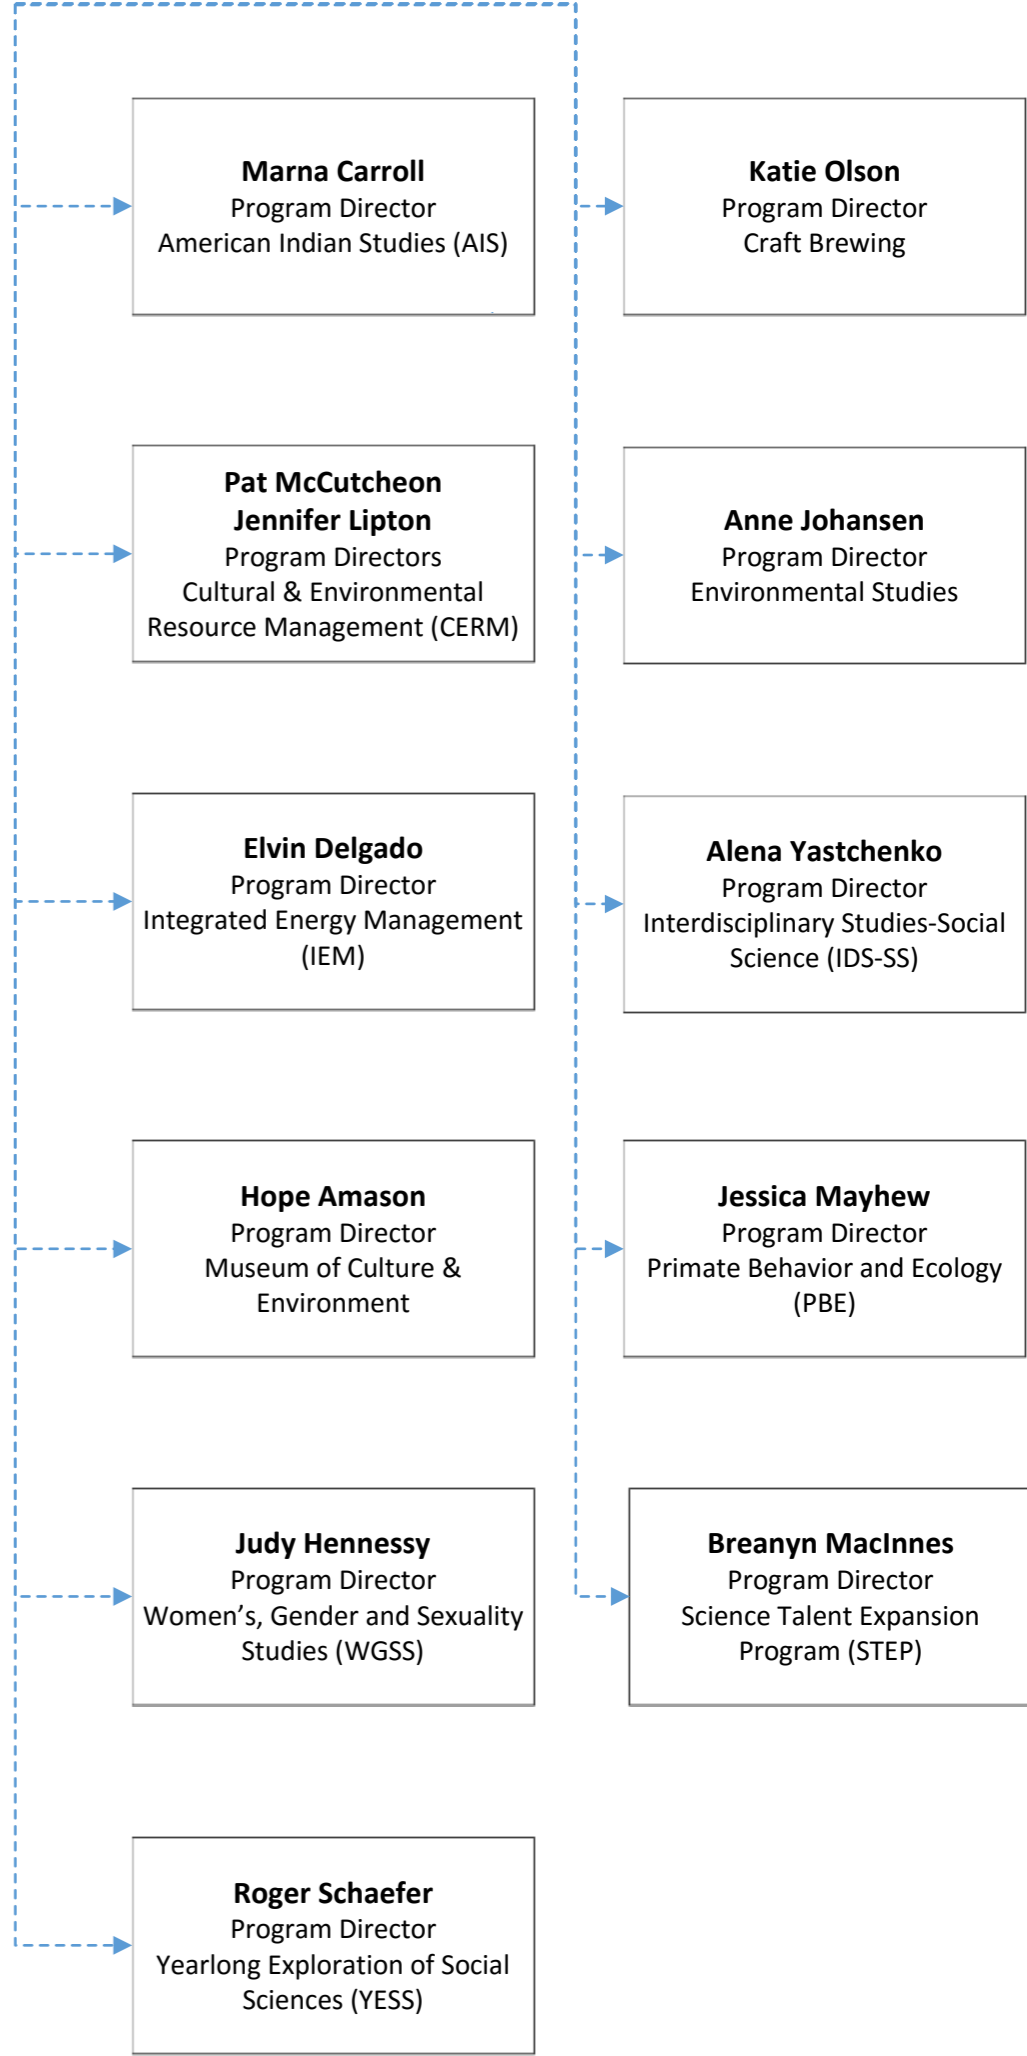 Marna Carroll
Program Director
American Indian Studies (AIS)
Katie Olson
Program Director
Craft Brewing
Pat McCutcheon
Jennifer Lipton
Program Directors
Cultural & Environmental
Resource Management (CERM)
Anne Johansen
Program Director
Environmental Studies
Elvin Delgado
Program Director
Integrated Energy Management
(IEM)
Alena Yastchenko
Program Director
Interdisciplinary Studies-Social
Science (IDS-SS)
Hope Amason
Program Director
Museum of Culture &
Environment
Jessica Mayhew
Program Director
Primate Behavior and Ecology
(PBE)
Judy Hennessy
Program Director
Women’s, Gender and Sexuality
Studies (WGSS)
Breanyn MacInnes
Program Director
Science Talent Expansion
Program (STEP)
Roger Schaefer
Program Director
Yearlong Exploration of Social
Sciences (YESS)